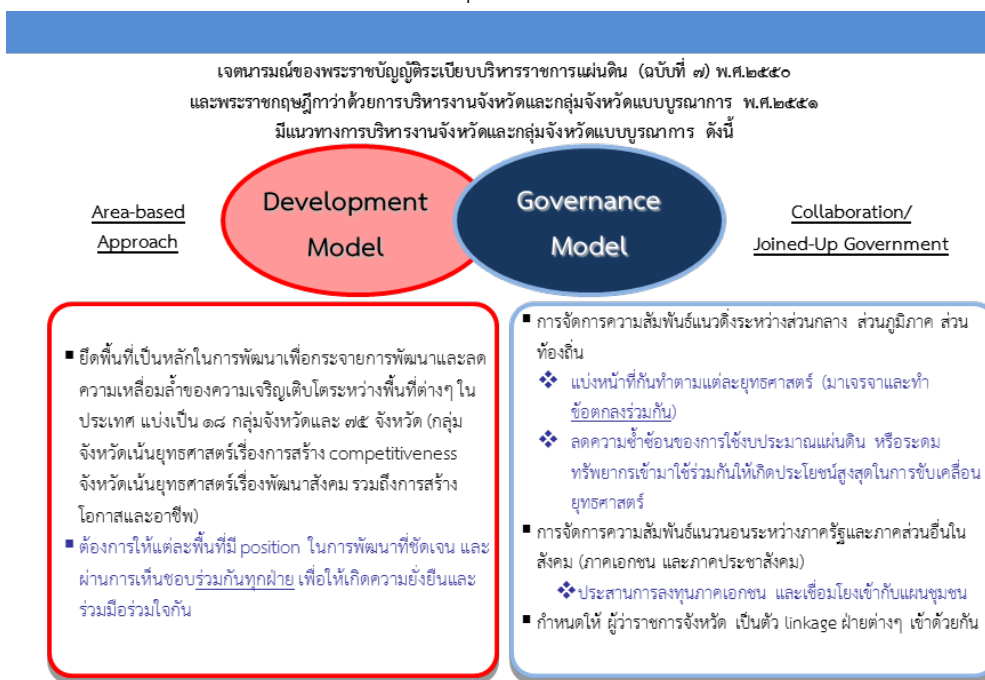 เจตนารมณ์ของพระราชบัญญัติระเบียบบริหารราชการแผ่นดิน (ฉบับที่ ๗) พ.ศ.๒๕๕๐
และพระราชกฤษฎีกาว่าด้วยการบริหารงานจังหวัดและกลุ่มจังหวัดแบบบูรณาการ พ.ศ.๒๕๕๑
มีแนวทางการบริหารงานจังหวัดและกลุ่มจังหวัดแบบบูรณาการ ดังนี้
Area-based
Approach
Development
Model
Governance
Model
Collaboration/
Joined-Up Government
▪ ยึดพื้นที่เป็นหลักในการพัฒนาเพื่อกระจายการพัฒนาและลด
ความเหลื่อมล้ำของความเจริญเติบโตระหว่างพื้นที่ต่างๆ ใน
ประเทศ แบ่งเป็น ๑๘ กลุ่มจังหวัดและ ๗๕ จังหวัด (กลุ่ม
จังหวัดเน้นยุทธศาสตร์เรื่องการสร้าง competitiveness
จังหวัดเน้นยุทธศาสตร์เรื่องพัฒนาสังคม รวมถึงการสร้าง
โอกาสและอาชีพ)
▪ ต้องการให้แต่ละพื้นที่มี position ในการพัฒนาที่ชัดเจน และ
ผ่านการเห็นชอบร่วมกันทุกฝ่าย เพื่อให้เกิดความยั่งยืนและ
ร่วมมือร่วมใจกัน
▪ การจัดการความสัมพันธ์แนวดิ่งระหว่างส่วนกลาง ส่วนภูมิภาค ส่วน
ท้องถิ่น
❖ แบ่งหน้าที่กันทำตามแต่ละยุทธศาสตร์ (มาเจรจาและทำ
ข้อตกลงร่วมกัน)
❖ ลดความซ้ำซ้อนของการใช้งบประมาณแผ่นดิน หรือระดม
ทรัพยากรเข้ามาใช้ร่วมกันให้เกิดประโยชน์สูงสุดในการขับเคลื่อน
ยุทธศาสตร์
▪ การจัดการความสัมพันธ์แนวนอนระหว่างภาครัฐและภาคส่วนอื่นใน
สังคม (ภาคเอกชน และภาคประชาสังคม)
❖ ประสานการลงทุนภาคเอกชน และเชื่อมโยงเข้ากับแผนชุมชน
▪ กำหนดให้ ผู้ว่าราชการจังหวัด เป็นตัว linkage ฝ่ายต่างๆ เข้าด้วยกัน